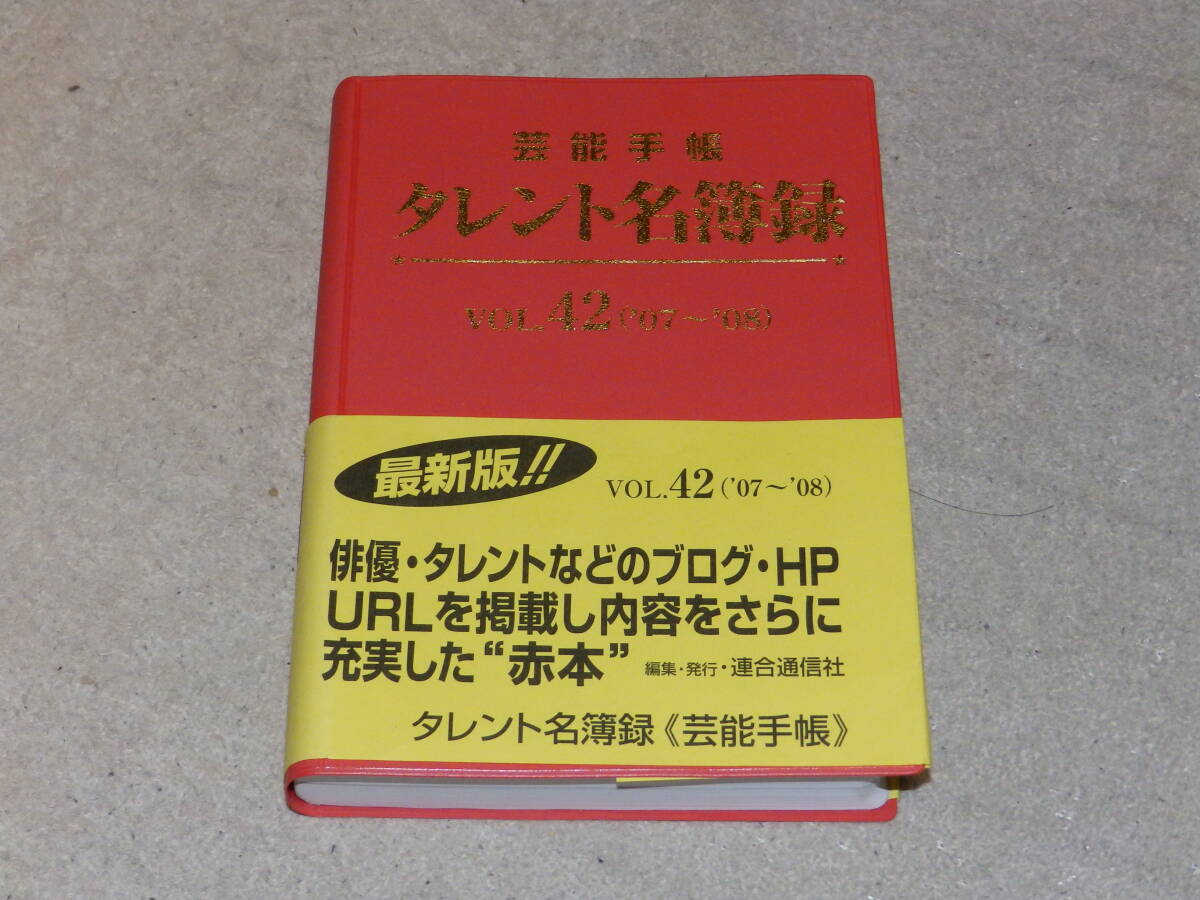 芸能手帳
タレント名簿録
VOL.42('07～'08)
最新版!!
VOL.42('07～'08)
俳優・タレントなどのブログ・HP
URLを掲載し内容をさらに
充実した“赤本” 編集・発行・連合通信社
タレント名簿録《芸能手帳》